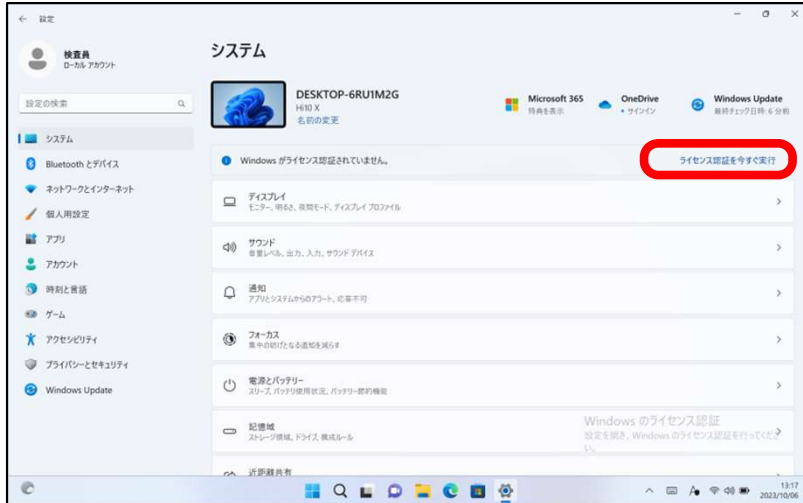 設定
検査員
ローカル アカウント
設定の検索
システム
Bluetooth とデバイス
ネットワークとインターネット
個人用設定
アプリ
アカウント
時刻と言語
ゲーム
アクセシビリティ
プライバシーとセキュリティ
Windows Update
システム
DESKTOP-6RU1M2G
Hi10 X
名前の変更
Microsoft 365
特典を表示
OneDrive
• サインイン
Windows Update
最終チェック日時: 6 分前
Windows がライセンス認証されていません。
ライセンス認証を今すぐ実行
ディスプレイ
モニター、明るさ、夜間モード、ディスプレイ プロファイル
サウンド
音量レベル、出力、入力、サウンド デバイス
通知
アプリとシステムからのアラート、応答不可
フォーカス
集中の妨げとなる通知を減らす
電源とバッテリー
スリープ、バッテリ使用状況、バッテリー節約機能
記憶域
ストレージ領域、ドライブ、構成ルール
近距離共有
Windows のライセンス認証
設定を開き、Windows のライセンス認証を行ってくださ
い。
A
13:17
2023/10/06